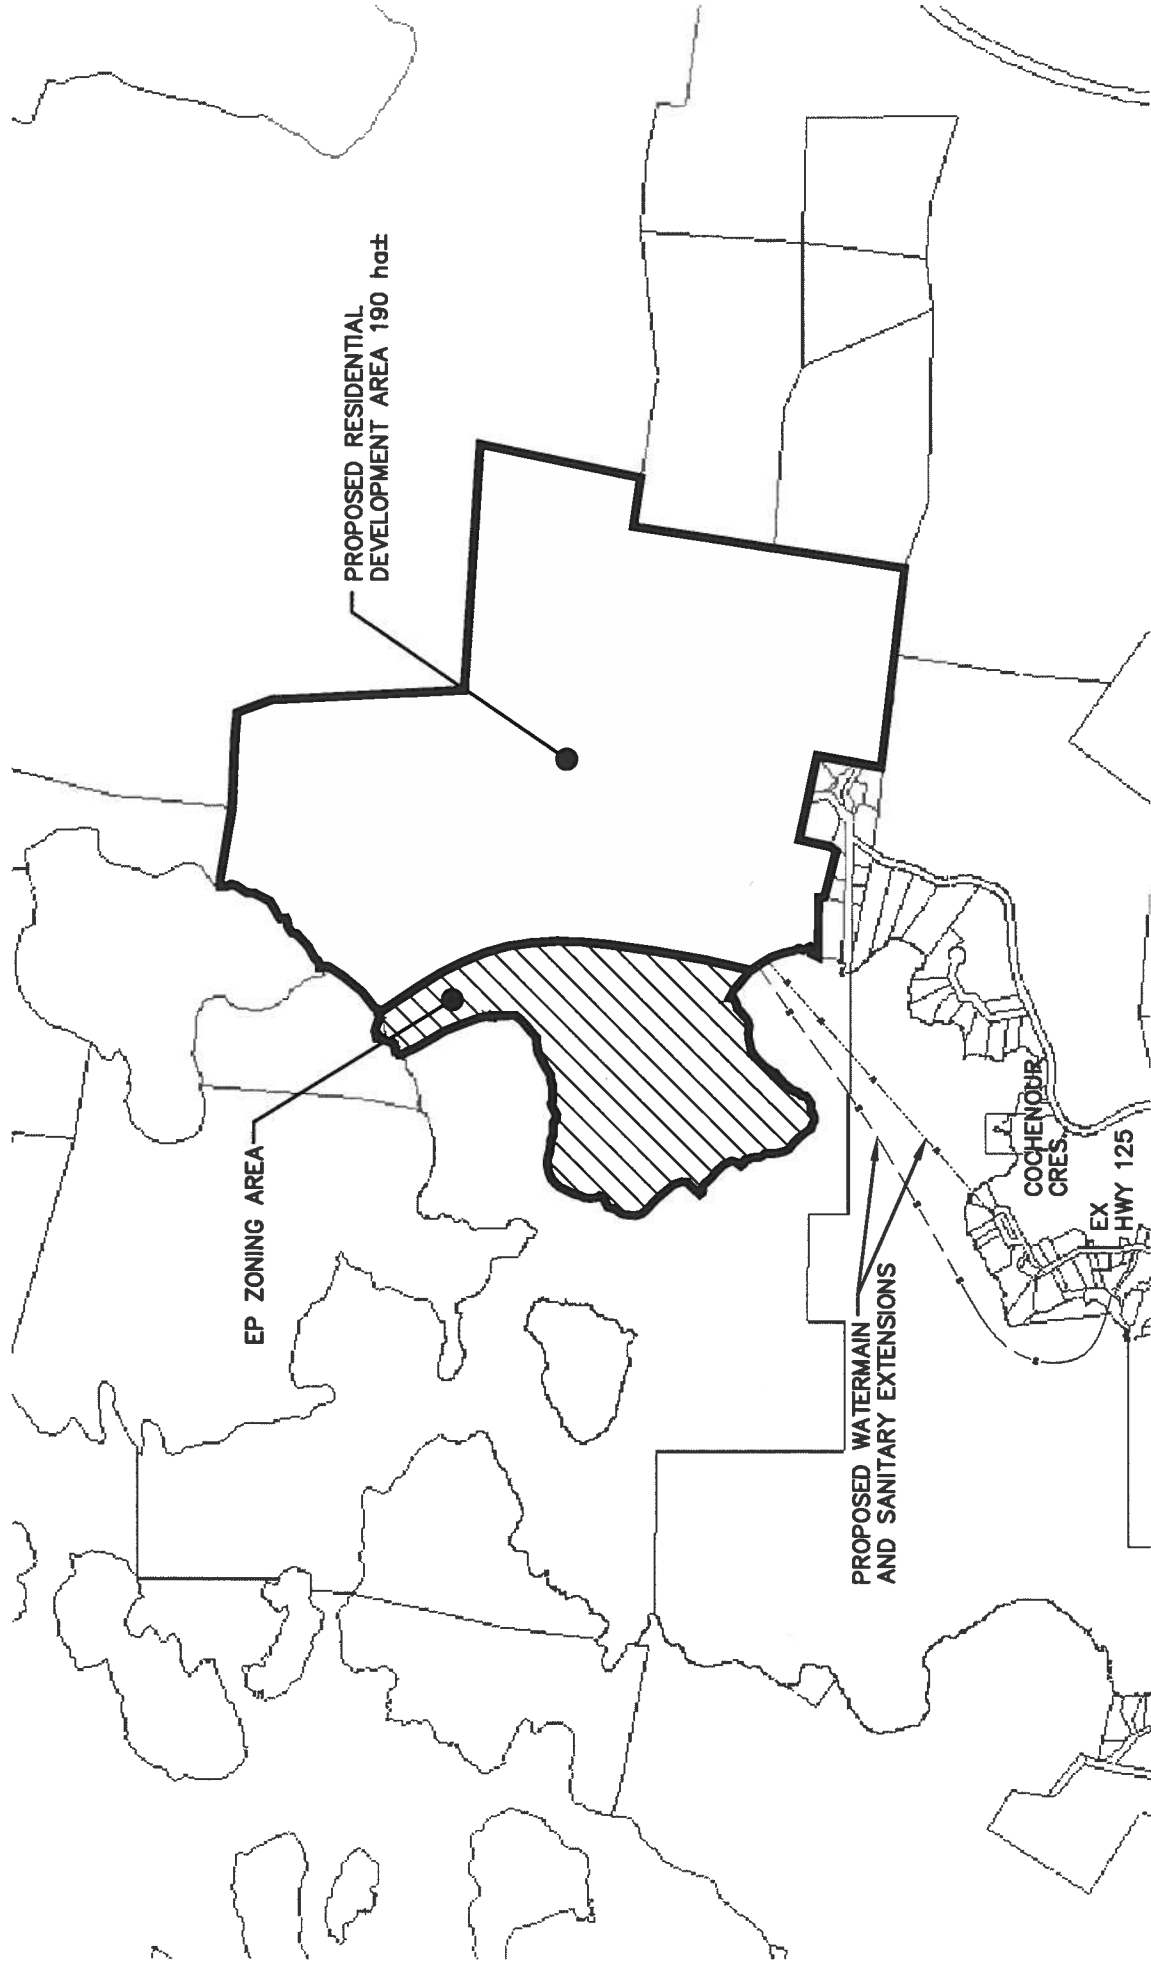 PROPOSED RESIDENTIAL
DEVELOPMENT AREA 190 ha±
EP ZONING AREA
PROPOSED WATERMAIN
AND SANITARY EXTENSIONS
COCHENOUR
CRES.
EX
HWY 125